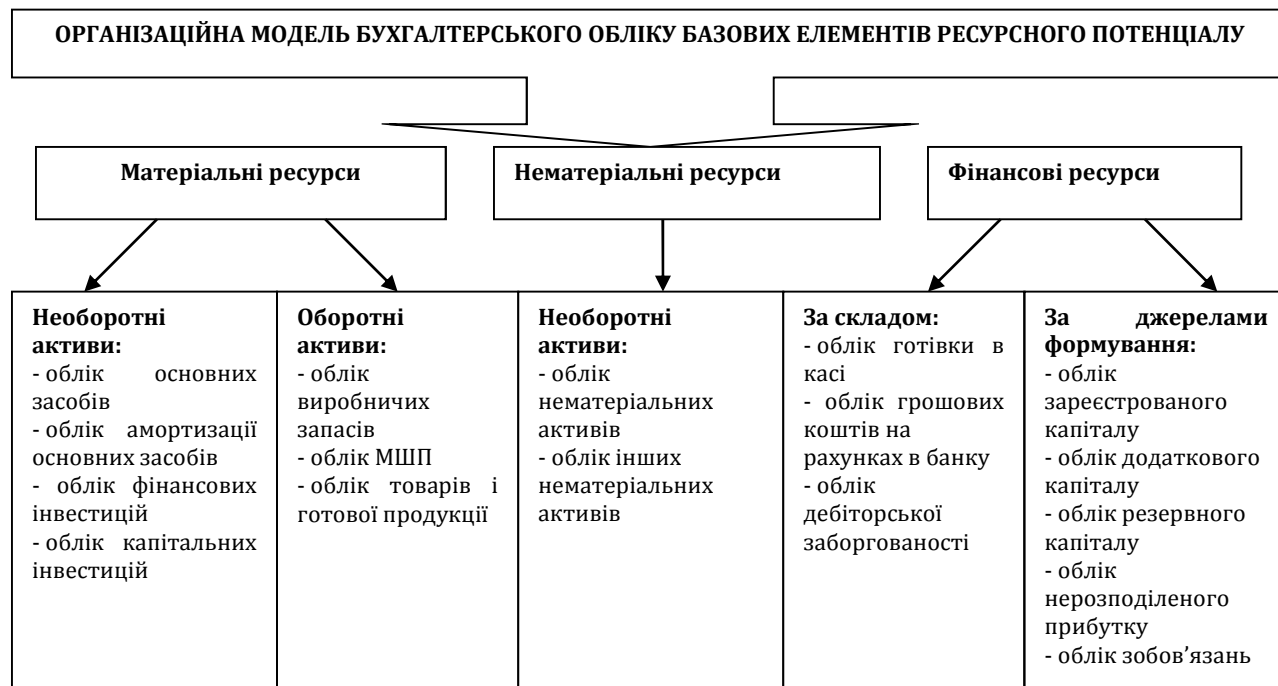 ОРГАНІЗАЦІЙНА МОДЕЛЬ БУХГАЛТЕРСЬКОГО ОБЛІКУ БАЗОВИХ ЕЛЕМЕНТІВ РЕСУРСНОГО ПОТЕНЦІАЛУ
Матеріальні ресурси
Нематеріальні ресурси
Фінансові ресурси
Необоротні
активи:
- облік основних
засобів
- облік амортизації
основних засобів
- облік фінансових
інвестицій
- облік капітальних
інвестицій
Оборотні
активи:
- облік
виробничих
запасів
- облік МШП
- облік товарів і
готової продукції
Необоротні
активи:
- облік
нематеріальних
активів
- облік інших
нематеріальних
активів
За складом:
- облік готівки в
касі
- облік грошових
коштів на
рахунках в банку
- облік
дебіторської
заборгованості
За джерелами
формування:
- облік
зареєстрованого
капіталу
- облік додаткового
капіталу
- облік резервного
капіталу
- облік
нерозподіленого
прибутку
- облік зобов’язань